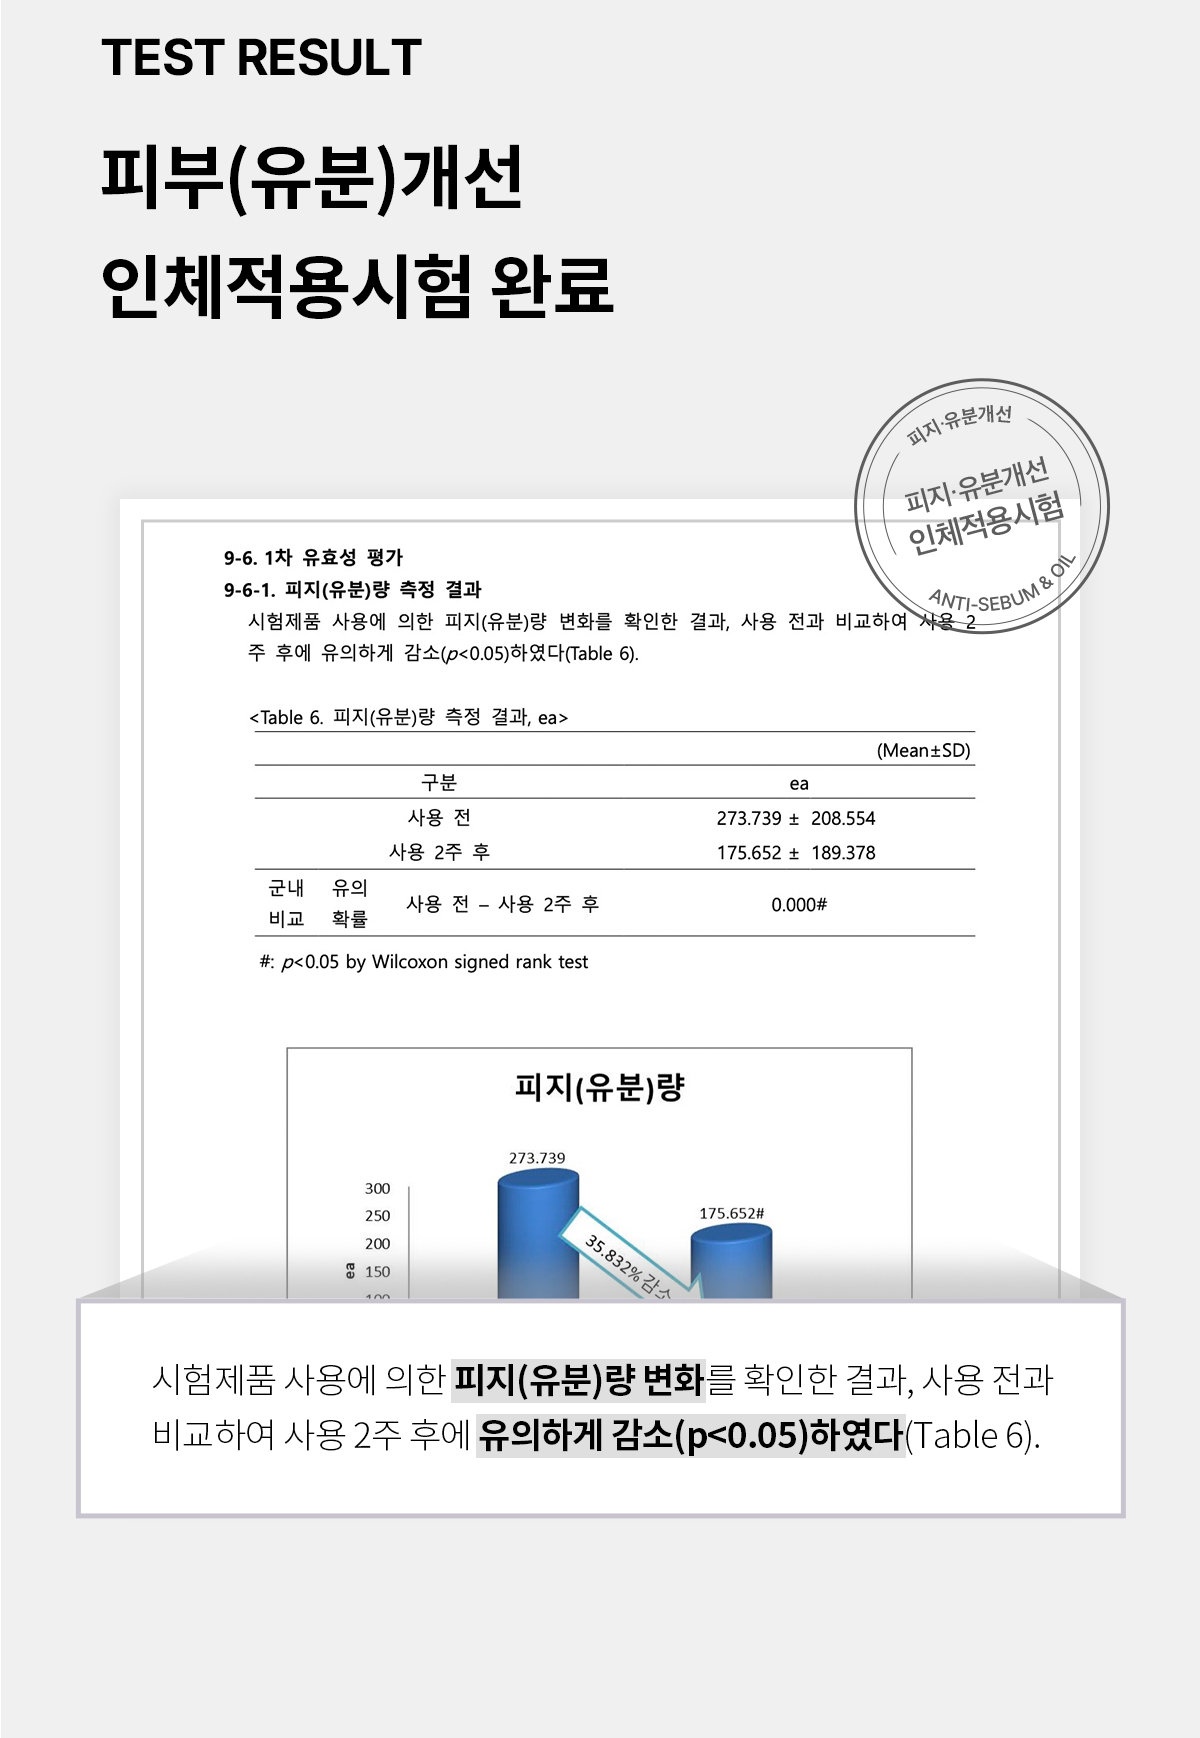 TEST RESULT
피부(유분)개선
인체적용시험 완료
피지·유분개선
피지·유분개선
인체적용시험
ANTI-SEBUM & OIL
9-6. 1차 유효성 평가
9-6-1. 피지(유분)량 측정 결과
시험제품 사용에 의한 피지(유분)량 변화를 확인한 결과, 사용 전과 비교하여 사용 2
주 후에 유의하게 감소(p<0.05)하였다(Table 6).
<Table 6. 피지(유분)량 측정 결과, ea>
(Mean±SD)
구분 ea
사용 전 273.739 ± 208.554
사용 2주 후 175.652 ± 189.378
군내 유의
비교 확률
사용 전 – 사용 2주 후 0.000#
#: p<0.05 by Wilcoxon signed rank test
피지(유분)량
273.739
175.652#
300
250
200
150
100
ea
35.832% 감소
시험제품 사용에 의한 피지(유분)량 변화를 확인한 결과, 사용 전과
비교하여 사용 2주 후에 유의하게 감소(p<0.05)하였다(Table 6).